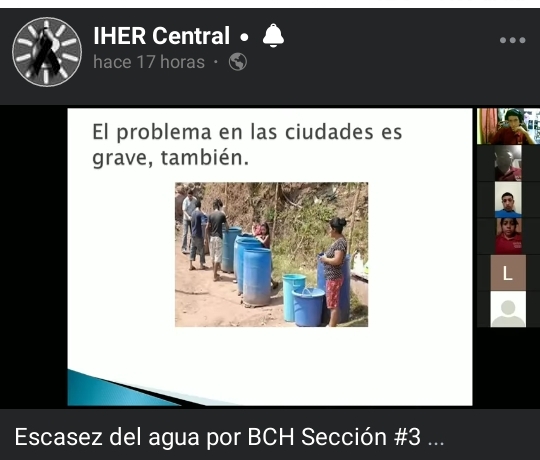 IHER Central •
hace 17 horas ·
El problema en las ciudades es
grave, también.
L
Escasez del agua por BCH Sección #3 ...